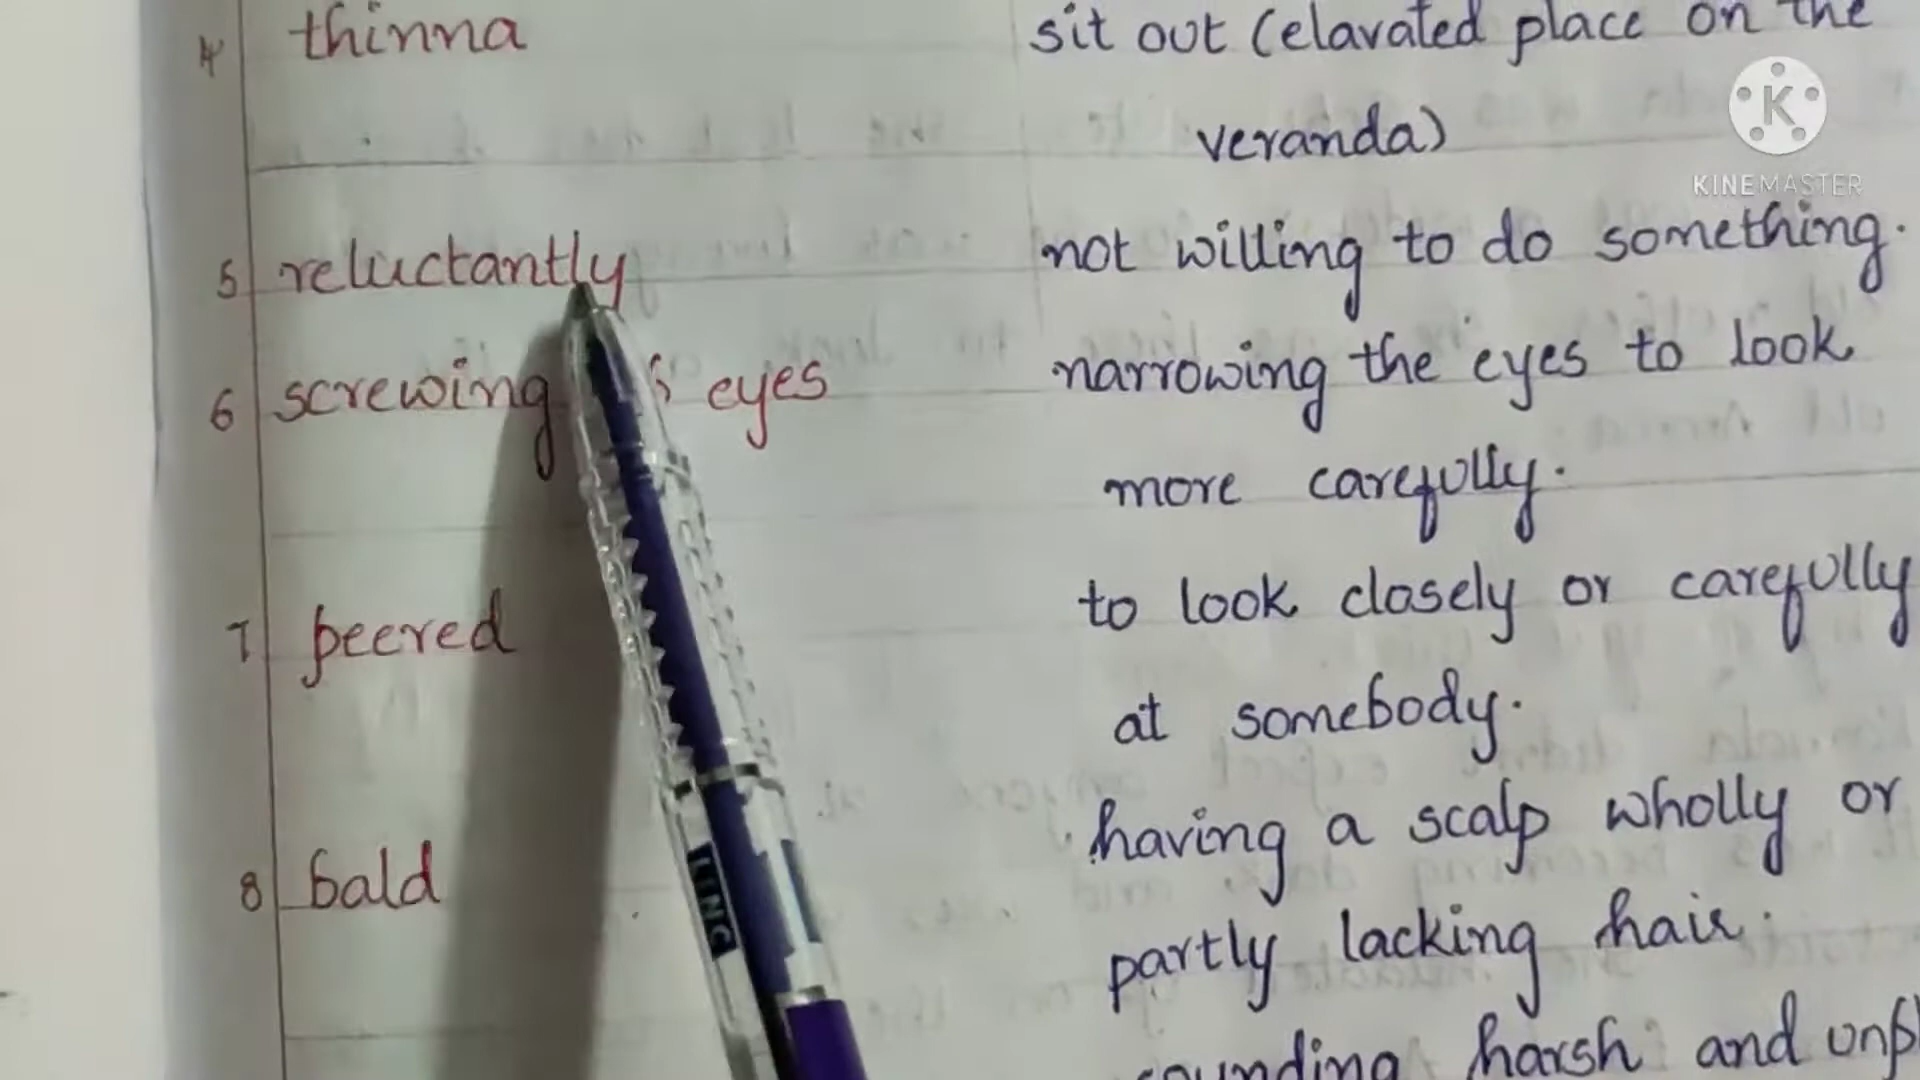 4 thinna sit out (elavated place on the
veranda)
K
KINEMASTER
5 reluctantly not willing to do something.
6 screwing eyes narrowing the eyes to look
more carefully.
7 peered to look closely or carefully
at somebody.
8 bald having a scalp wholly or
partly lacking hair.
harsh and
LINC